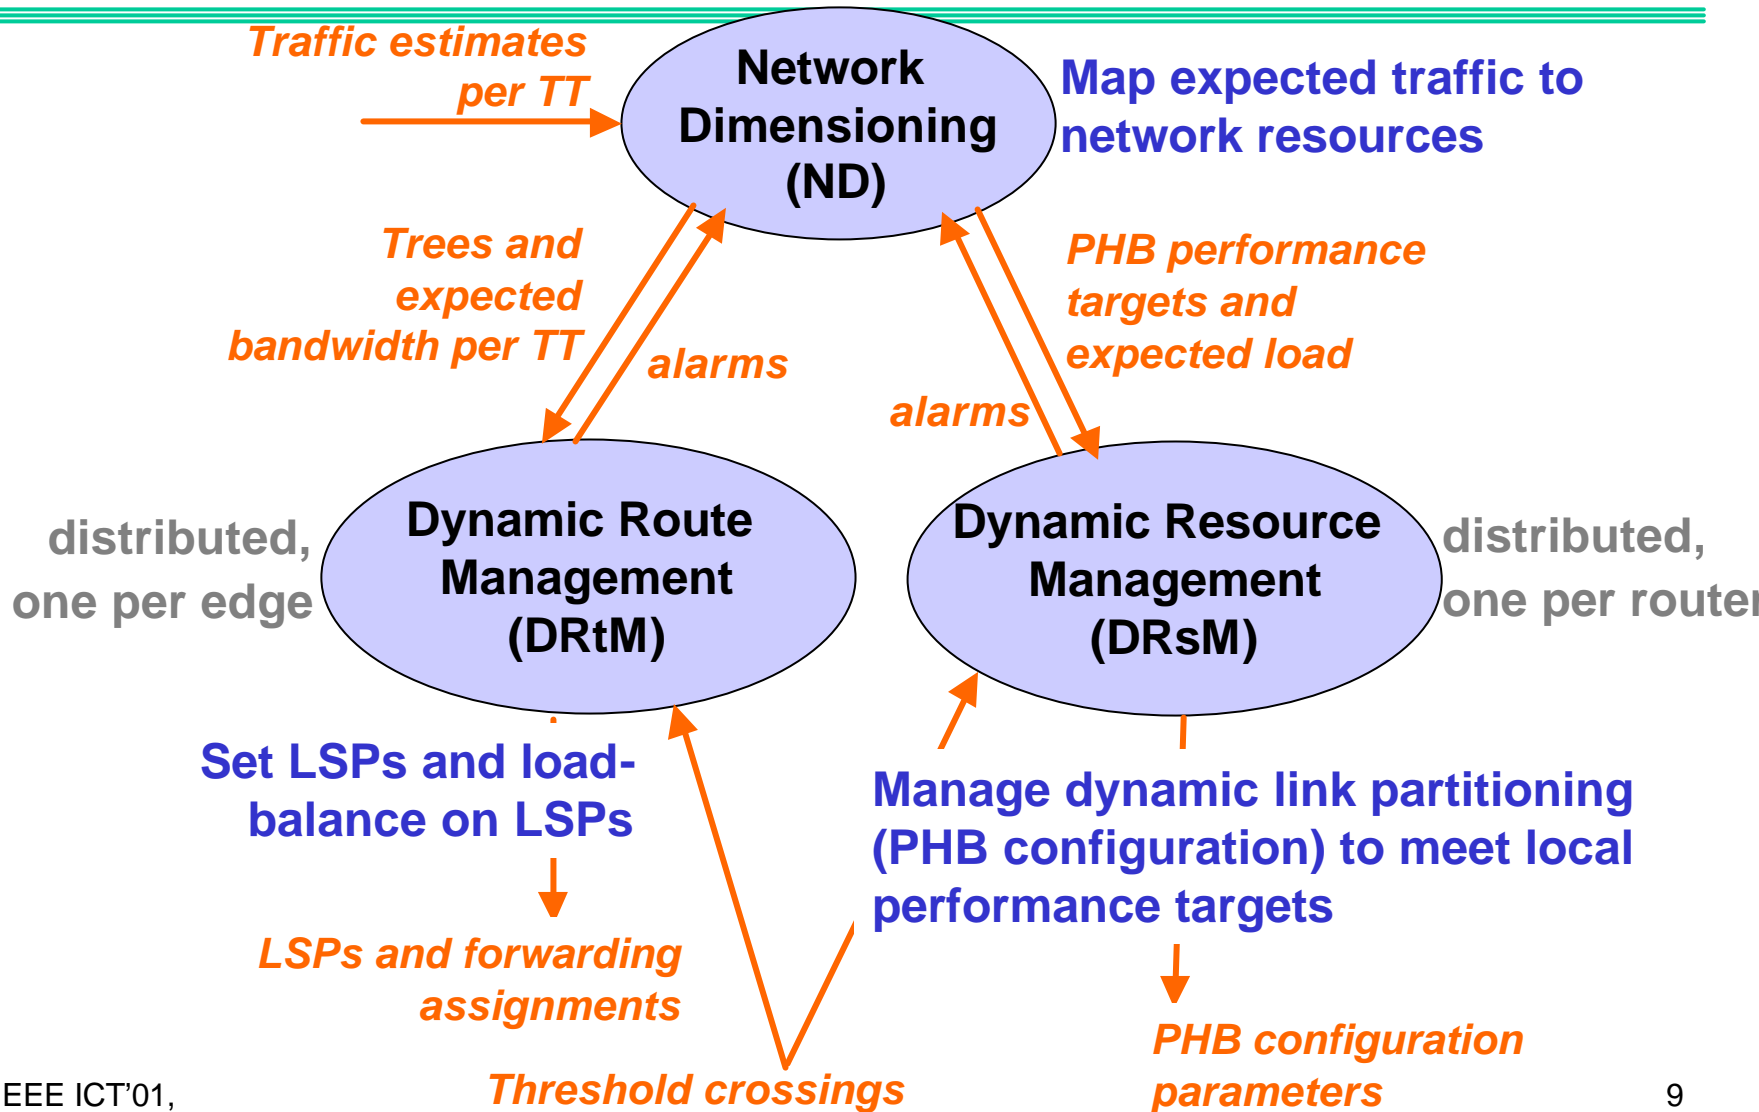 Traffic estimates
per TT
Network
Dimensioning
(ND)
Map expected traffic to
network resources
Trees and
expected
bandwidth per TT
alarms
alarms
PHB performance
targets and
expected load
distributed,
one per edge
Dynamic Route
Management
(DRtM)
Dynamic Resource
Management
(DRsM)
distributed,
one per router
Set LSPs and load-
balance on LSPs
Manage dynamic link partitioning
(PHB configuration) to meet local
performance targets
LSPs and forwarding
assignments
PHB configuration
parameters
Threshold crossings
EEE ICT'01,
9